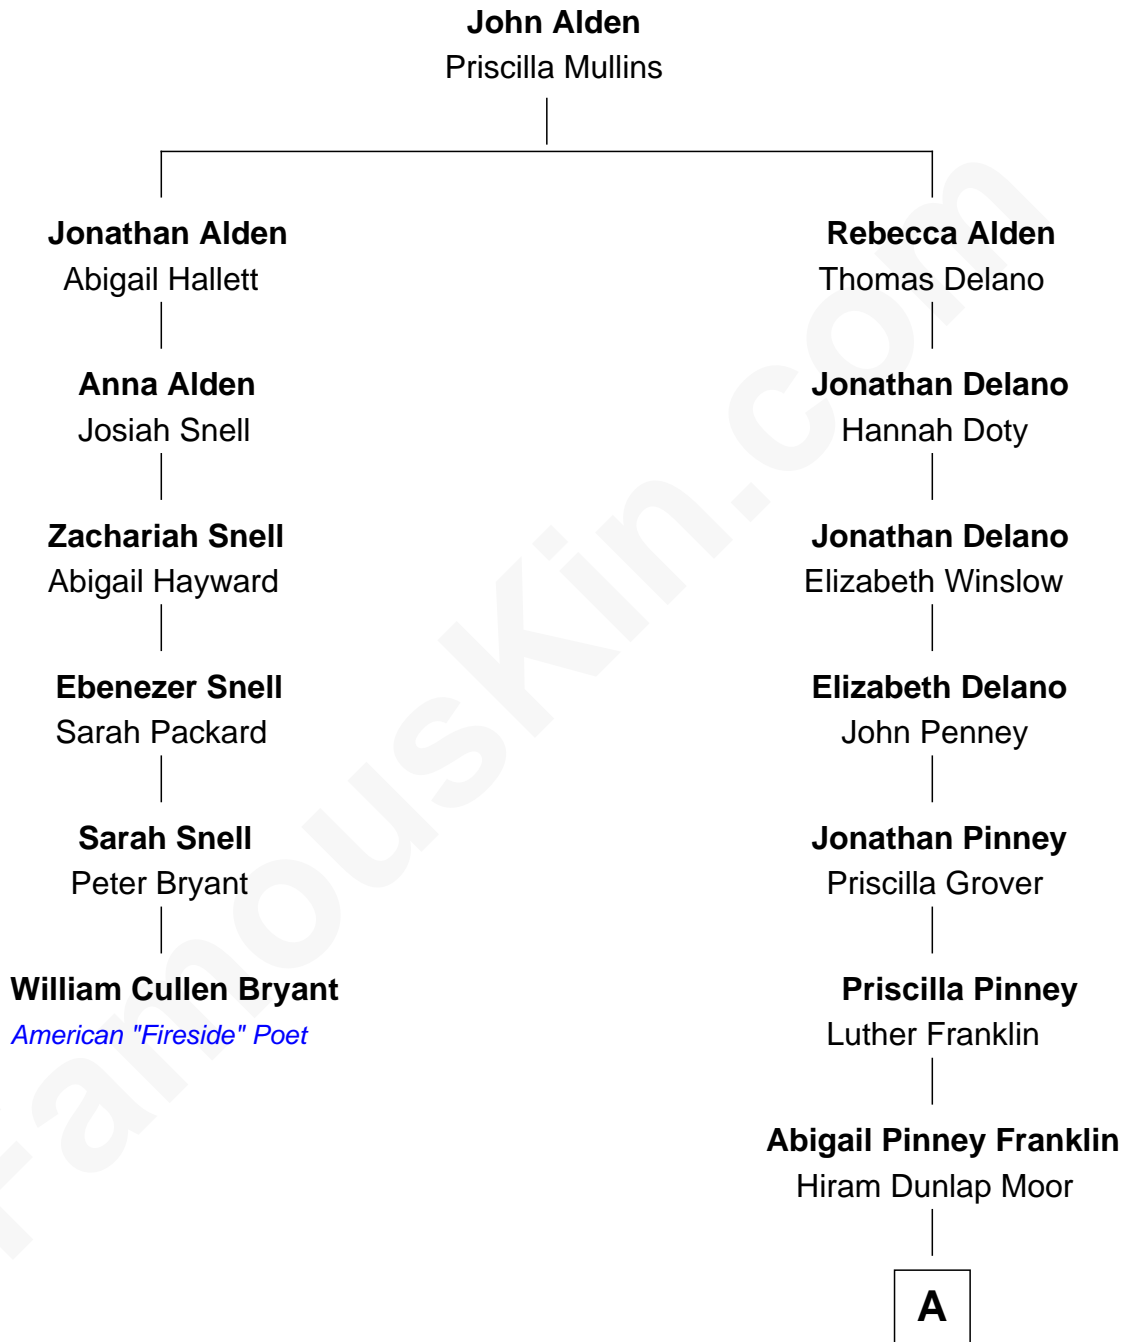 John Alden
Priscilla Mullins
Jonathan Alden
Abigail Hallett
Anna Alden
Josiah Snell
Zachariah Snell
Abigail Hayward
Ebenezer Snell
Sarah Packard
Sarah Snell
Peter Bryant
William Cullen Bryant
American "Fireside" Poet
Rebecca Alden
Thomas Delano
Jonathan Delano
Hannah Doty
Jonathan Delano
Elizabeth Winslow
Elizabeth Delano
John Penney
Jonathan Pinney
Priscilla Grover
Priscilla Pinney
Luther Franklin
Abigail Pinney Franklin
Hiram Dunlap Moor
A
FamousKin.com